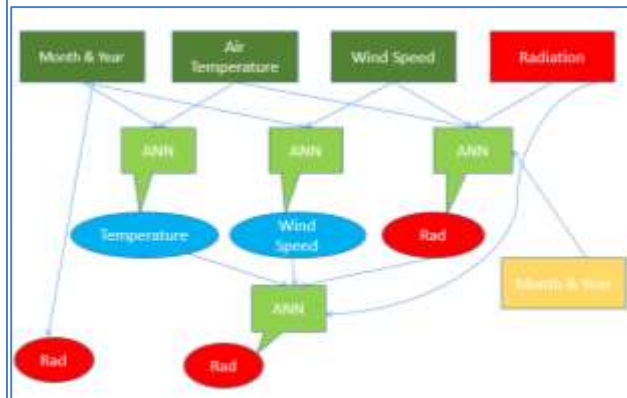 Month & Year
Air
Temperature
Wind Speed
Radiation
ANN
ANN
ANN
Temperature
Wind
Speed
Rad
Month & Year
ANN
Rad
Rad